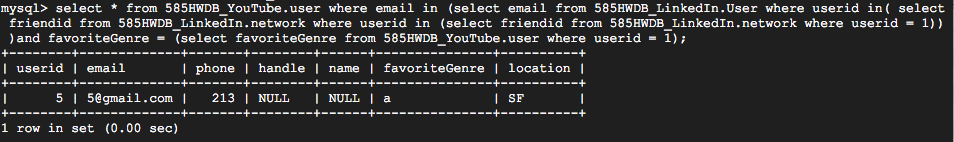 mysql> select * from 585HWDB_YouTube.user where email in (select email from 585HWDB_LinkedIn.User where userid in( select
 friendid from 585HWDB_LinkedIn.network where userid in (select friendid from 585HWDB_LinkedIn.network where userid = 1))
 )and favoriteGenre = (select favoriteGenre from 585HWDB_YouTube.user where userid = 1);
+--------+-------------+-------+--------+------+---------------+----------+
| userid | email       | phone | handle | name | favoriteGenre | location |
+--------+-------------+-------+--------+------+---------------+----------+
|      5 | 5@gmail.com |   213 | NULL   | NULL | a             | SF       |
+--------+-------------+-------+--------+------+---------------+----------+
1 row in set (0.00 sec)